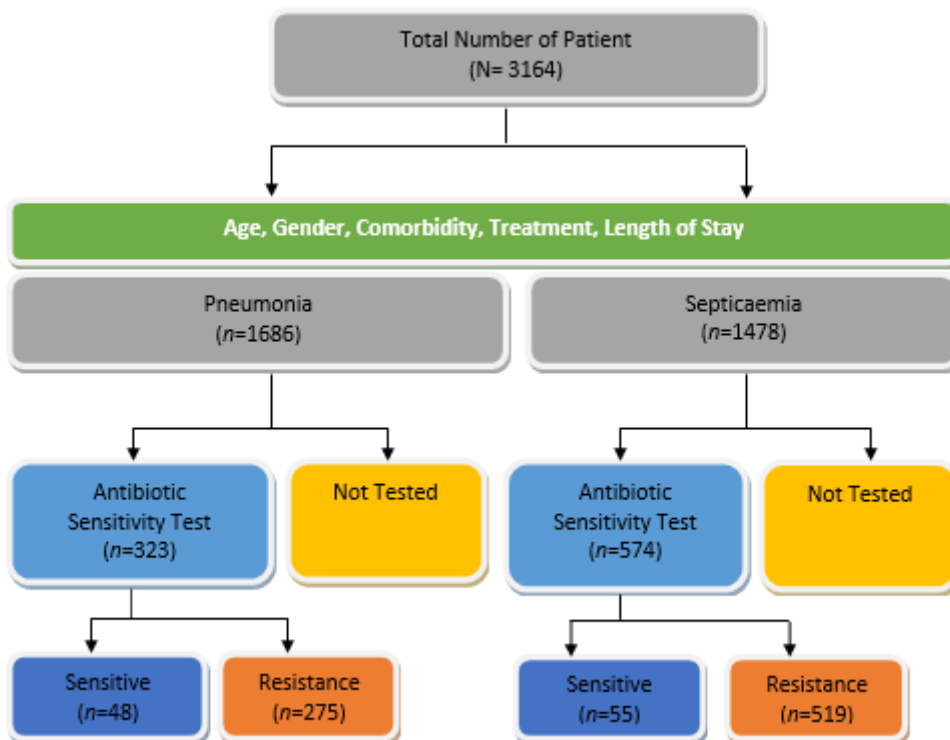 Total Number of Patient
(N= 3164)
Age, Gender, Comorbidity, Treatment, Length of Stay
Pneumonia
(n=1686)
Septicaemia
(n=1478)
Antibiotic
Sensitivity Test
(n=323)
Not Tested
Antibiotic
Sensitivity Test
(n=574)
Not Tested
Sensitive
(n=48)
Resistance
(n=275)
Sensitive
(n=55)
Resistance
(n=519)